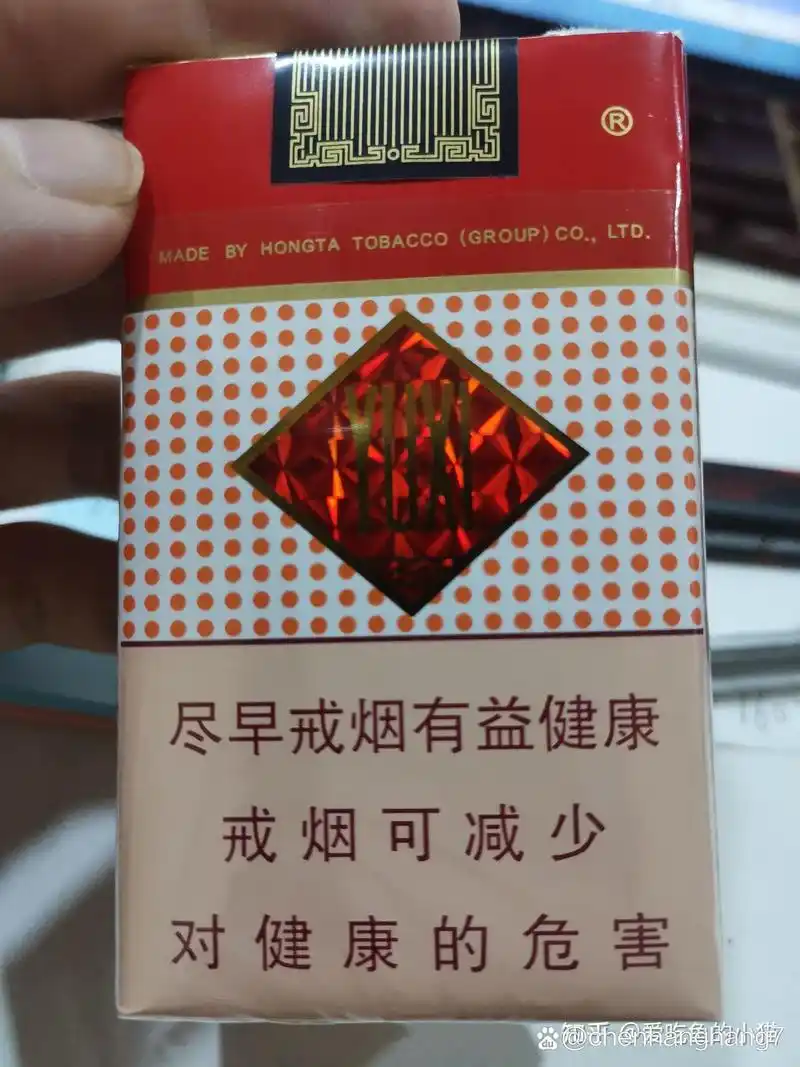 ®
MADE BY HONGTA TOBACCO (GROUP) CO., LTD.
YUXI
尽早戒烟有益健康
戒烟可减少
对健康的危害
知乎 @爱吃鱼的小猫
@chenhanghang7